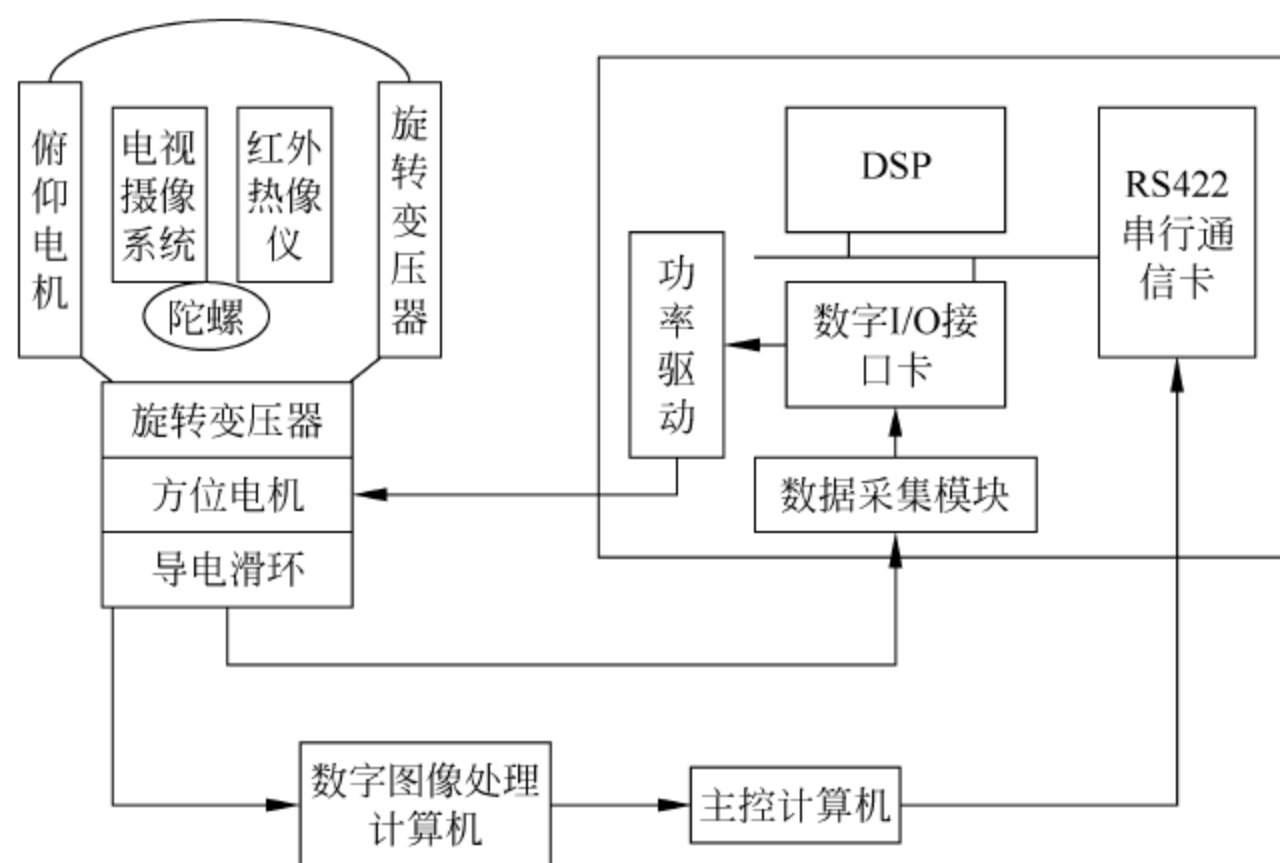 俯
仰
电
机
电视
摄像
系统
红外
热像
仪
旋
转
变
压
器
陀螺
旋转变压器
方位电机
导电滑环
DSP
RS422
串行通
信卡
功
率
驱
动
数字I/O接
口卡
数据采集模块
数字图像处理
计算机
主控计算机